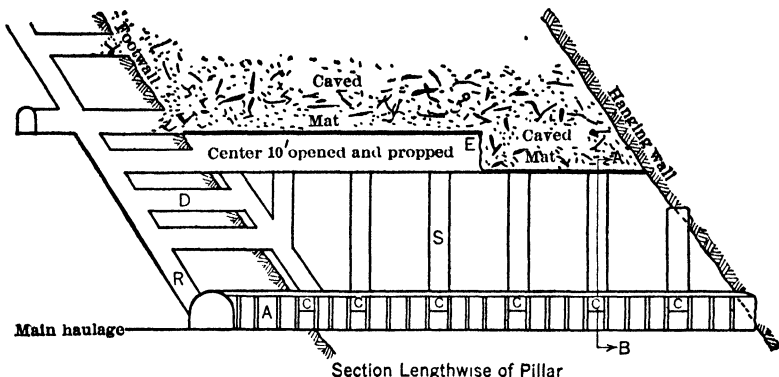 Footwall
Caved
Mat
Hanging wall
Center 10' opened and propped
E
Caved
Mat
A
D
S
R
A
C
C
C
C
C
C
Main haulage
B
Section Lengthwise of Pillar